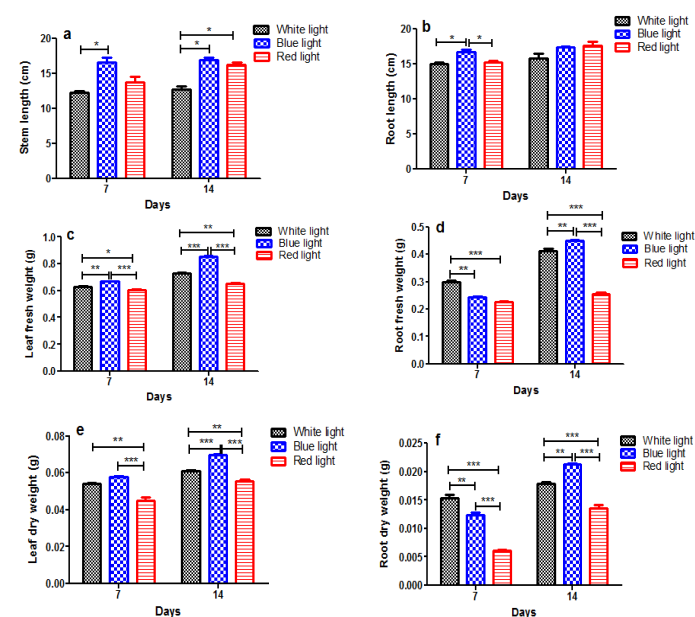 a
White light
Blue light
Red light
Stem length (cm)
20
15
10
5
0
*
*
*
7
14
Days
b
White light
Blue light
Red light
Root length (cm)
20
15
10
5
0
*
*
7
14
Days
c
White light
Blue light
Red light
Leaf fresh weight (g)
1.0
0.8
0.6
0.4
0.2
0.0
*
**
***
**
***
***
7
14
Days
d
White light
Blue light
Red light
Root fresh weight (g)
0.5
0.4
0.3
0.2
0.1
0.0
***
**
***
**
***
7
14
Days
e
White light
Blue light
Red light
Leaf dry weight (g)
0.08
0.06
0.04
0.02
0.00
**
***
**
***
***
7
14
Days
f
White light
Blue light
Red light
Root dry weight (g)
0.025
0.020
0.015
0.010
0.005
0.000
***
**
***
***
**
***
7
14
Days